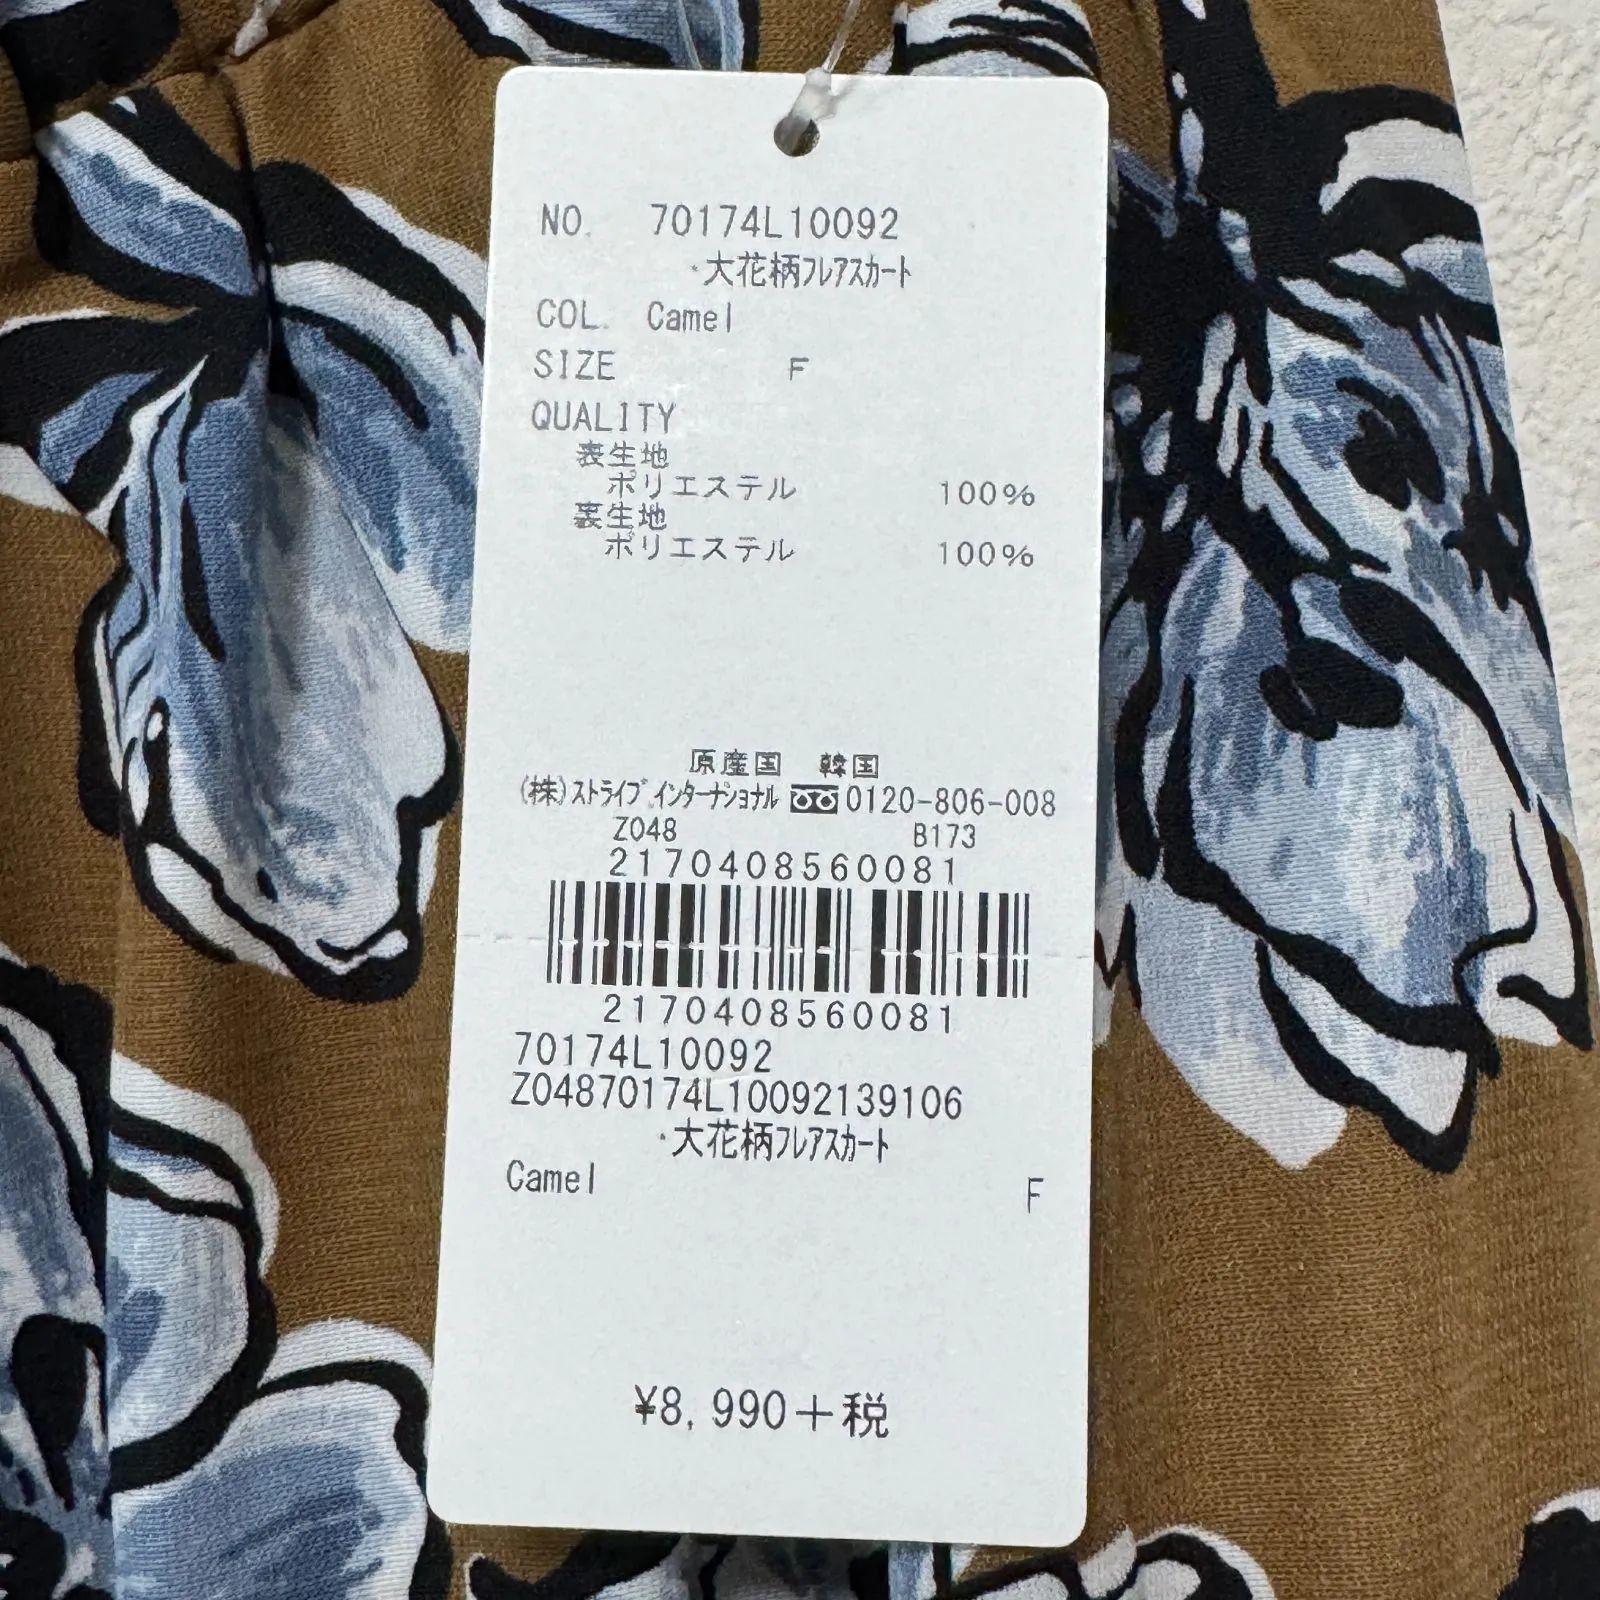 NO. 70174L10092
・大花柄フレアスカート
COL. Camel
SIZE F
QUALITY
表生地
ポリエステル 100%
裏生地
ポリエステル 100%
原産国 韓国
(株)ストライプインターナショナル 0120-806-008
Z048 B173
2170408560081
2170408560081
70174L10092
Z04870174L10092139106
・大花柄フレアスカート
Camel F
¥8,990+税